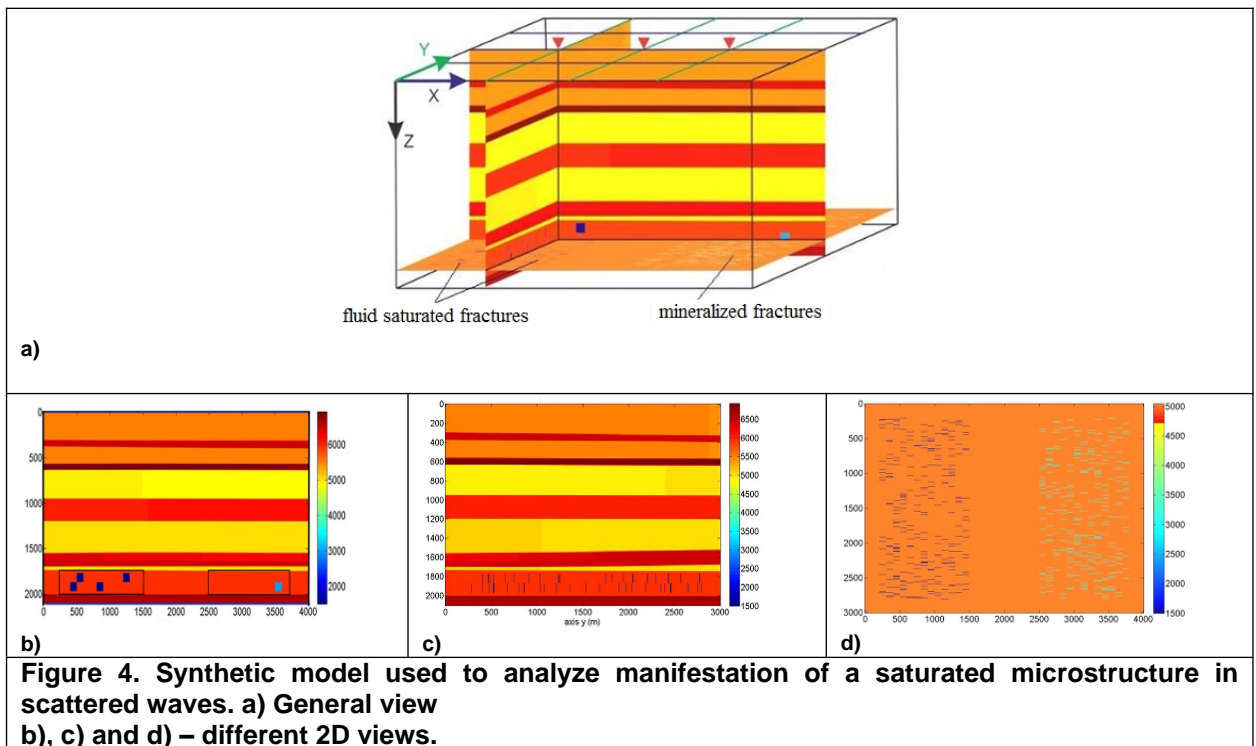 Y
X
Z
fluid saturated fractures
mineralized fractures
a)
0
500
1000
1500
2000
0 500 1000 1500 2000 2500 3000 3500 4000
6000
5000
4000
3000
2000
b)
0
200
400
600
800
1000
1200
1400
1600
1800
2000
0 500 1000 1500 2000 2500 3000
axis y (m)
6500
6000
5500
5000
4500
4000
3500
3000
2500
2000
1500
c)
0
500
1000
1500
2000
2500
3000
0 500 1000 1500 2000 2500 3000 3500 4000
5000
4500
4000
3500
3000
2500
2000
1500
d)
Figure 4. Synthetic model used to analyze manifestation of a saturated microstructure in
scattered waves. a) General view
b), c) and d) – different 2D views.